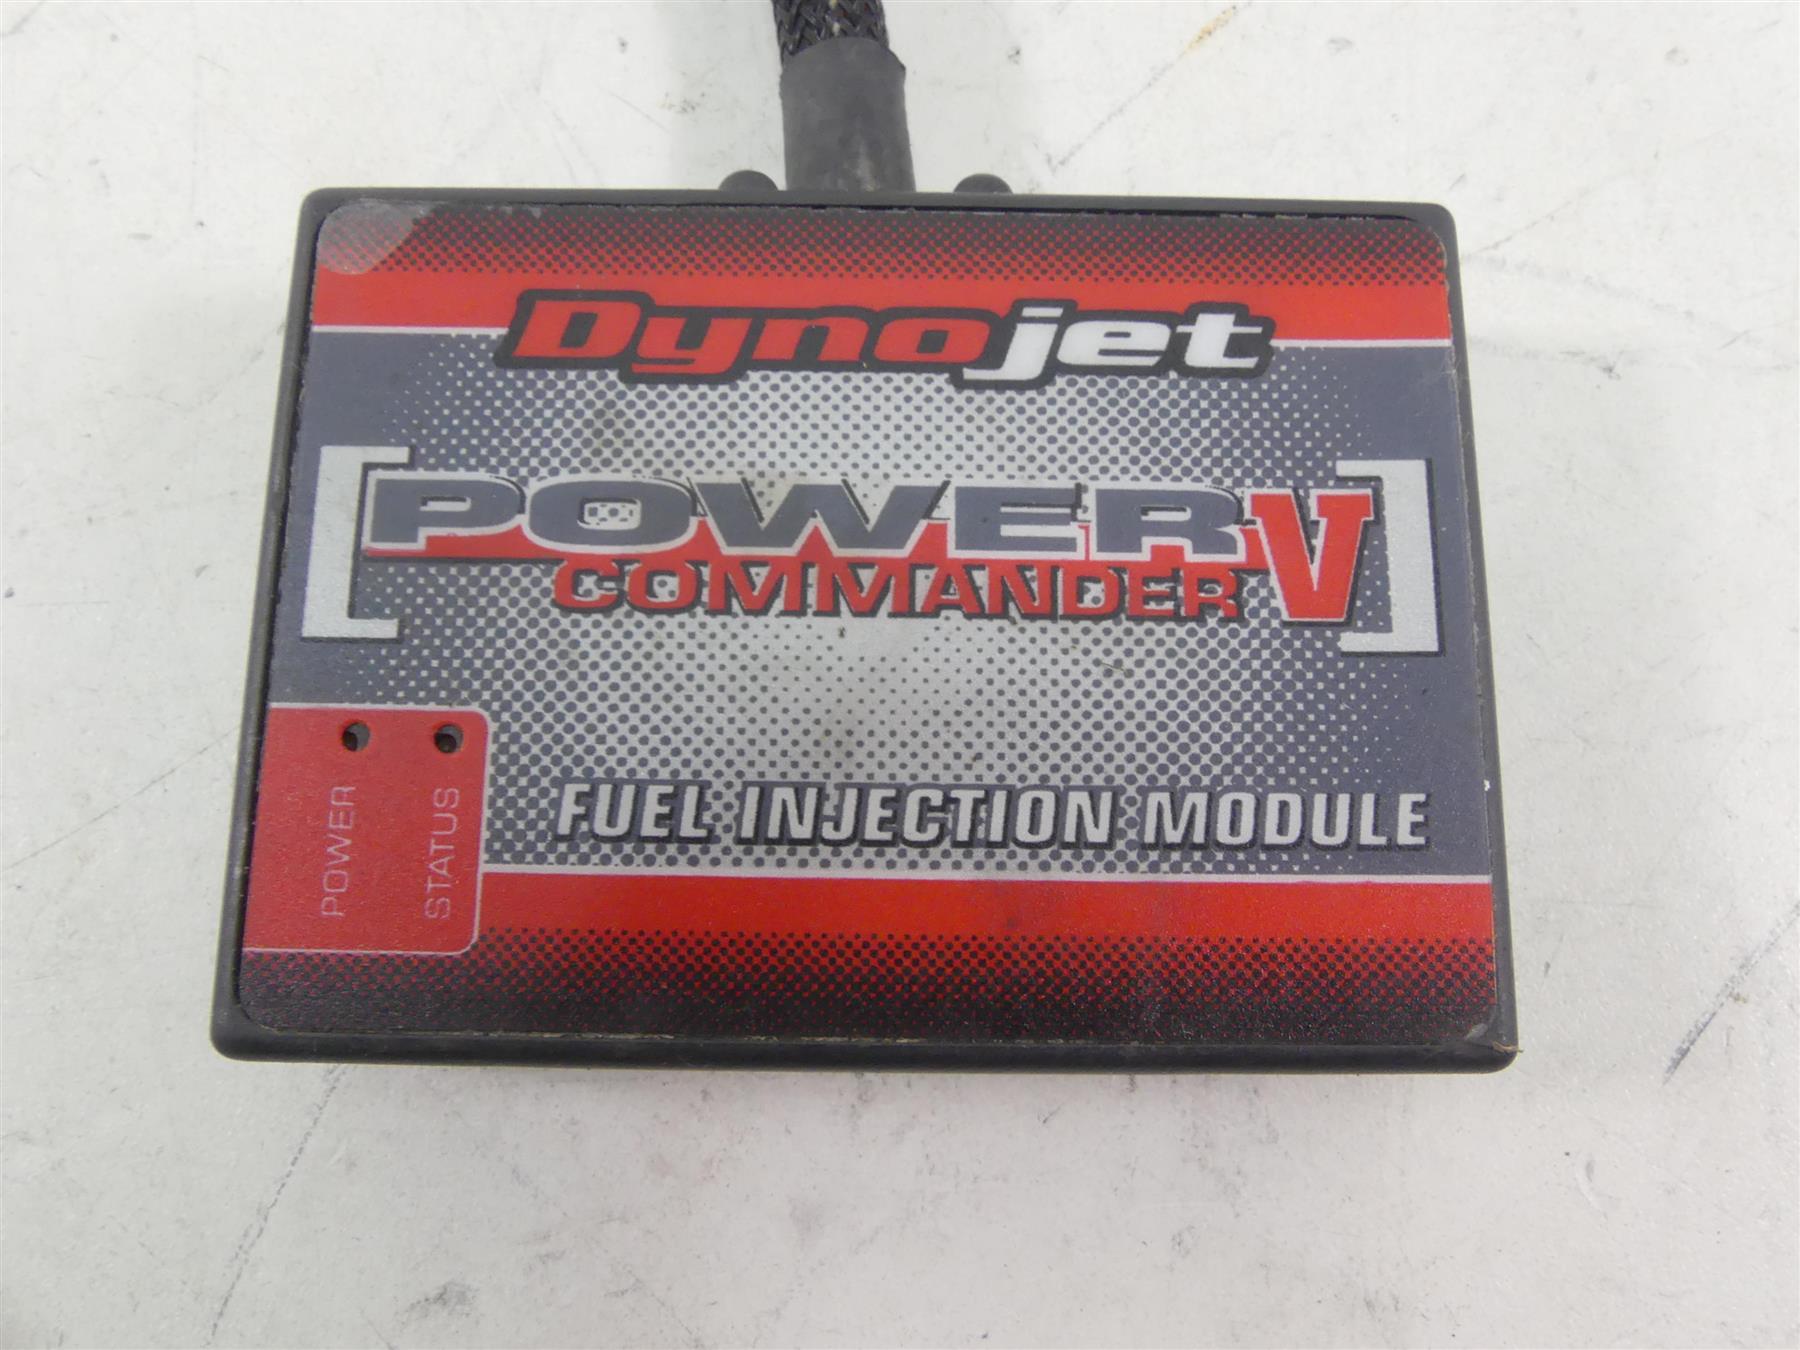 Dynojet
[POWER V]
COMMANDER
POWER
STATUS
FUEL INJECTION MODULE